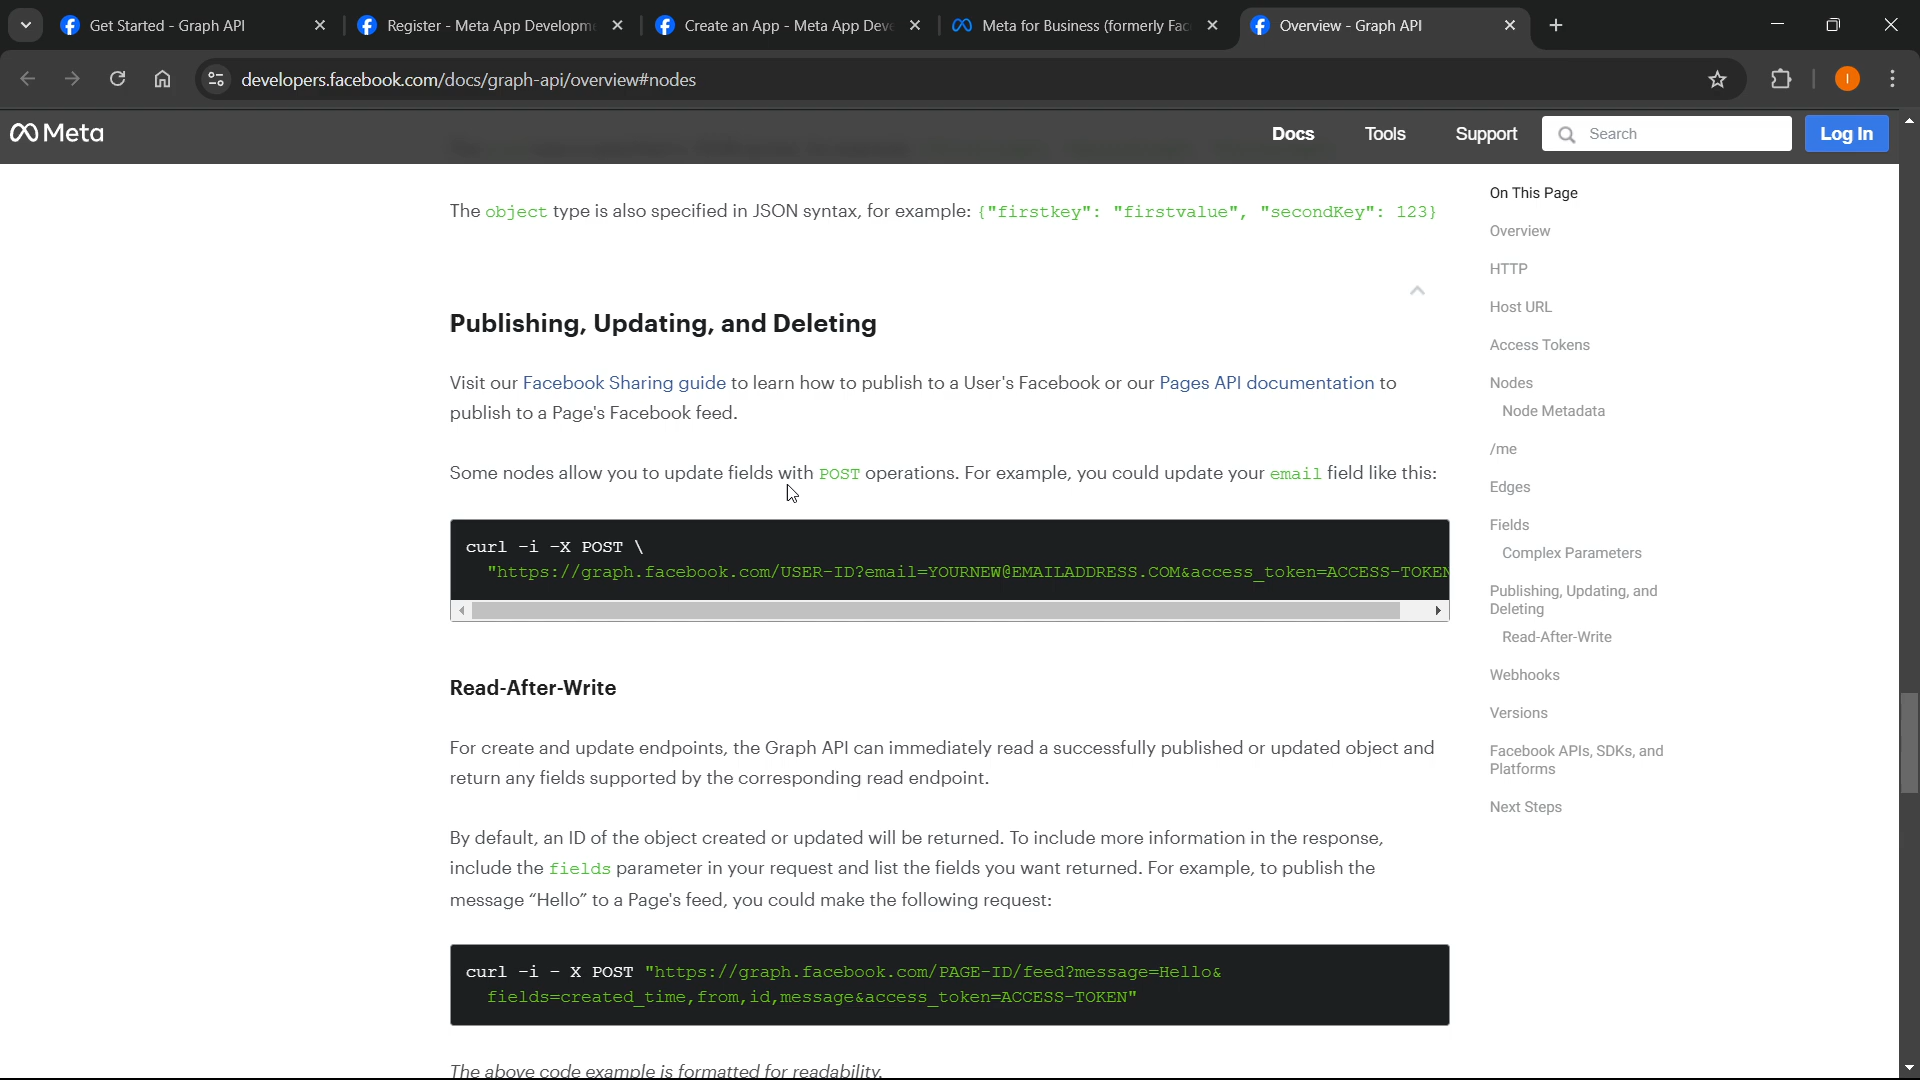 Get Started - Graph API
Register - Meta App Developm
Create an App - Meta App Dev
Meta for Business (formerly Fac
Overview - Graph API
developers.facebook.com/docs/graph-api/overview#nodes
I
Meta
Docs
Tools
Support
Search
Log In
The object type is also specified in JSON syntax, for example: {"firstkey": "firstvalue", "secondKey": 123}
Publishing, Updating, and Deleting
Visit our Facebook Sharing guide to learn how to publish to a User's Facebook or our Pages API documentation to
publish to a Page's Facebook feed.
Some nodes allow you to update fields with POST operations. For example, you could update your email field like this:
curl -i -X POST \
"https://graph.facebook.com/USER-ID?email=YOURNEW@EMAILADDRESS.COM&access_token=ACCESS-TOKEN
Read-After-Write
For create and update endpoints, the Graph API can immediately read a successfully published or updated object and
return any fields supported by the corresponding read endpoint.
By default, an ID of the object created or updated will be returned. To include more information in the response,
include the fields parameter in your request and list the fields you want returned. For example, to publish the
message “Hello” to a Page's feed, you could make the following request:
curl -i - X POST "https://graph.facebook.com/PAGE-ID/feed?message=Hello&
fields=created_time,from,id,message&access_token=ACCESS-TOKEN"
The above code example is formatted for readability.
On This Page
Overview
HTTP
Host URL
Access Tokens
Nodes
Node Metadata
/me
Edges
Fields
Complex Parameters
Publishing, Updating, and
Deleting
Read-After-Write
Webhooks
Versions
Facebook APIs, SDKs, and
Platforms
Next Steps